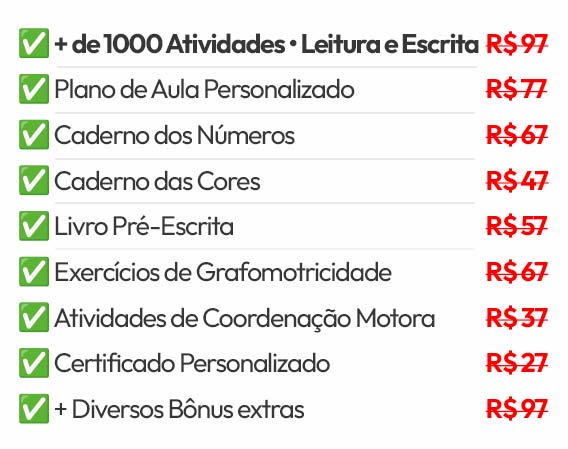 ✅ + de 1000 Atividades • Leitura e Escrita R$ 97
✅ Plano de Aula Personalizado R$ 77
✅ Caderno dos Números R$ 67
✅ Caderno das Cores R$ 47
✅ Livro Pré-Escrita R$ 57
✅ Exercícios de Grafomotricidade R$ 67
✅ Atividades de Coordenação Motora R$ 37
✅ Certificado Personalizado R$ 27
✅ + Diversos Bônus extras R$ 97